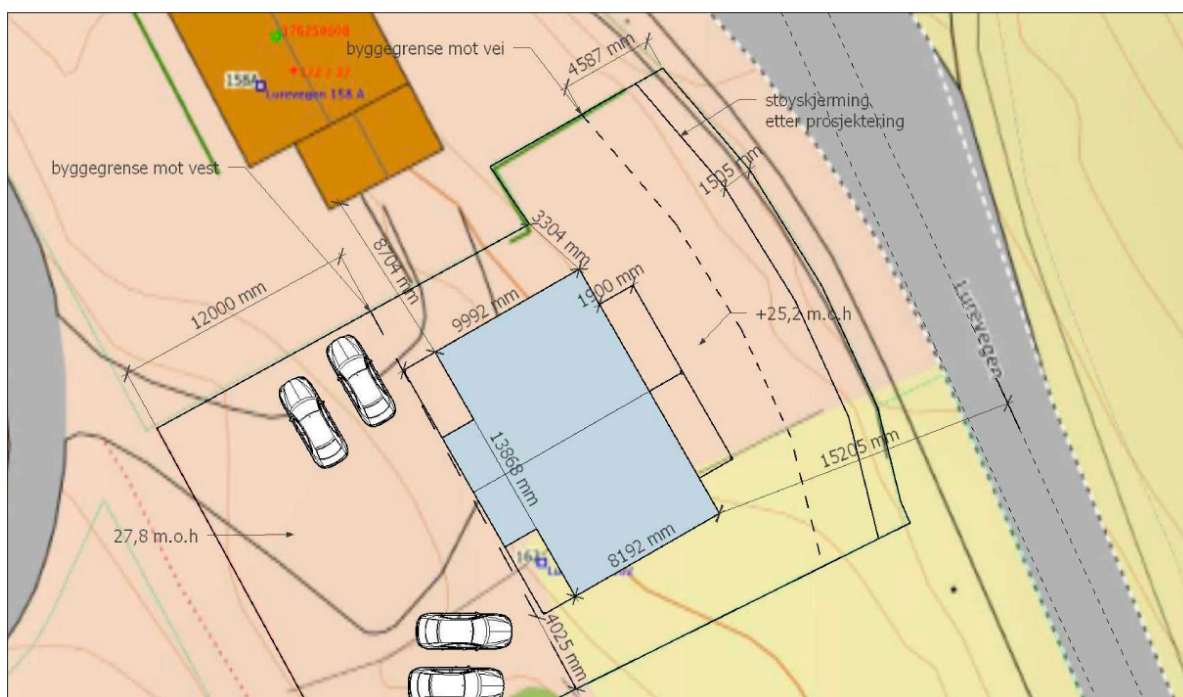 176258608
172 / 27
158A
Lurevegen 158 A
byggegrense mot vei
4587 mm
støyskjerming
etter prosjektering
byggegrense mot vest
1505 mm
3304 mm
8704 mm
12000 mm
9992 mm
1900 mm
+25,2 m.o.h
Lurevegen
13868 mm
15205 mm
27,8 m.o.h
8192 mm
4025 mm